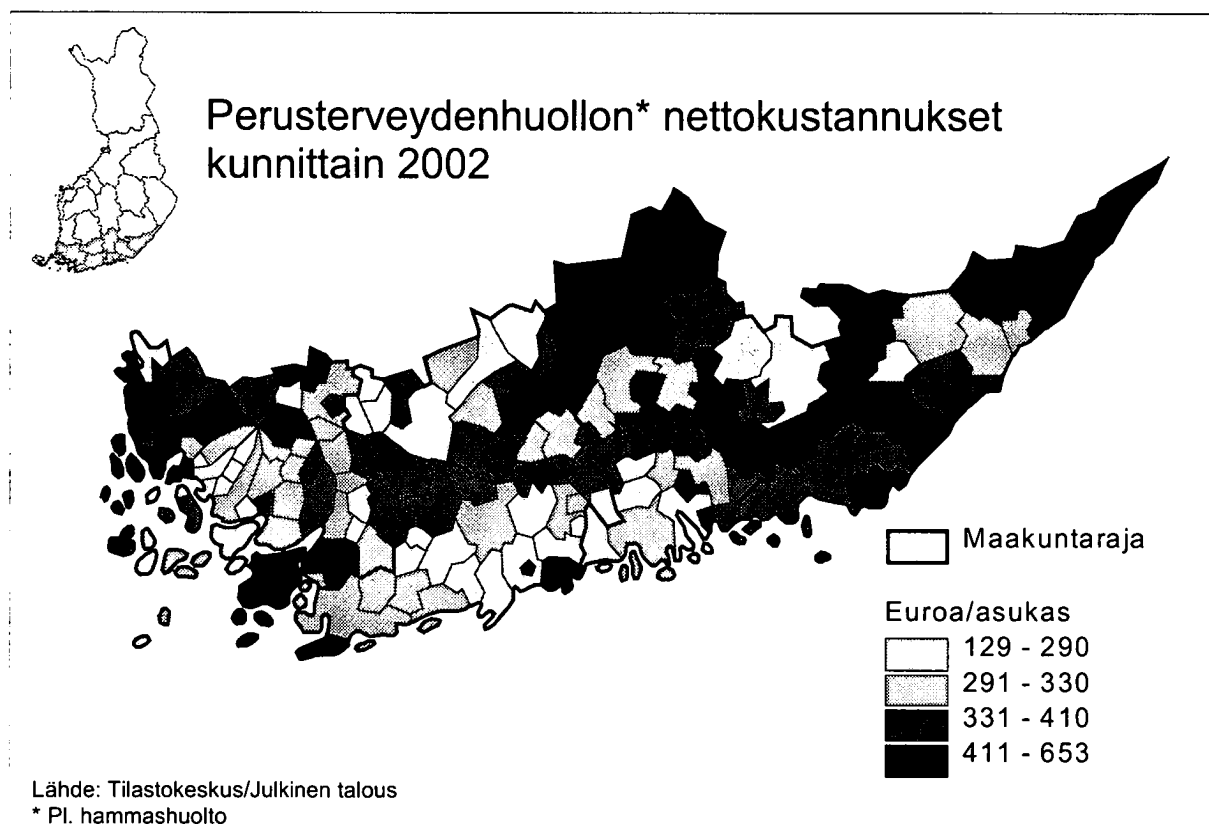 Perusterveydenhuollon* nettokustannukset
kunnittain 2002
Maakuntaraja
Euroa/asukas
129 - 290
291 - 330
331 - 410
411 - 653
Lähde: Tilastokeskus/Julkinen talous
* Pl. hammashuolto